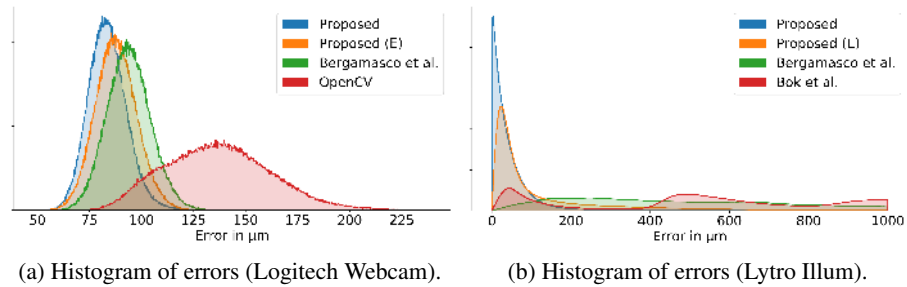 Proposed
Proposed (E)
Bergamasco et al.
OpenCV
50 75 100 125 150 175 200 225
Error in µm
(a) Histogram of errors (Logitech Webcam).
Proposed
Proposed (L)
Bergamasco et al.
Bok et al.
0 200 400 600 800 1000
Error in µm
(b) Histogram of errors (Lytro Illum).